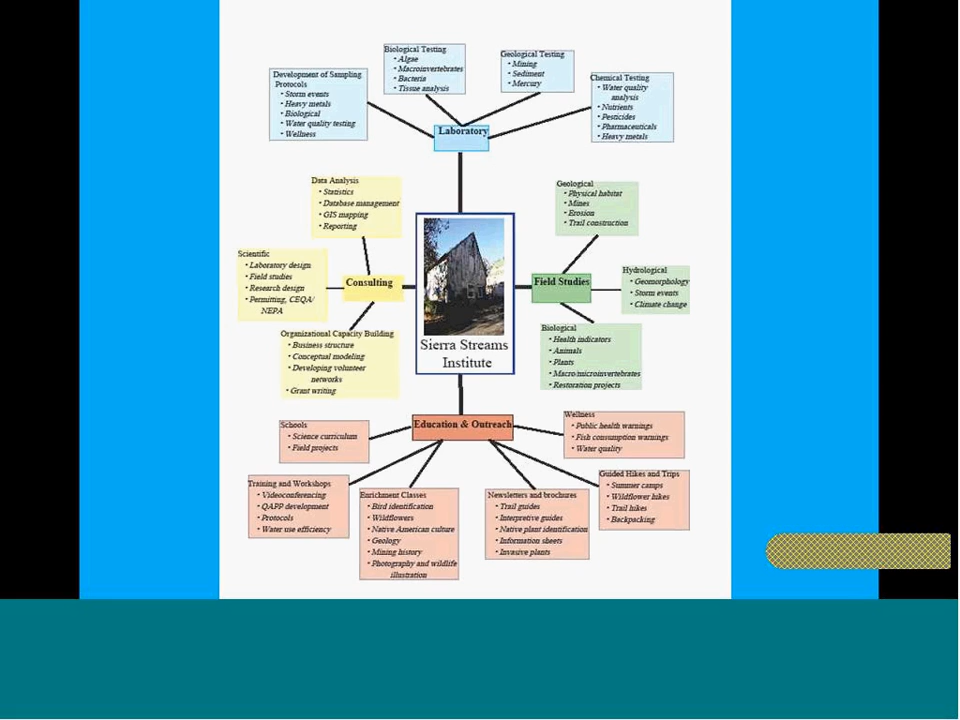 Biological Testing
• Algae
• Macroinvertebrates
• Bacteria
• Tissue analysis
Geological Testing
• Mining
• Sediment
• Mercury
Development of Sampling
Protocols
• Storm events
• Heavy metals
• Biological
• Water quality testing
• Wellness
Chemical Testing
• Water quality
analysis
• Nutrients
• Pesticides
• Pharmaceuticals
• Heavy metals
Laboratory
Data Analysis
• Statistics
• Database management
• GIS mapping
• Reporting
Geological
• Physical habitat
• Mines
• Erosion
• Trail construction
Scientific
• Laboratory design
• Field studies
• Research design
• Permitting, CEQA/
NEPA
Consulting
Field Studies
Hydrological
• Geomorphology
• Storm events
• Climate change
Organizational Capacity Building
• Business structure
• Conceptual modeling
• Developing volunteer
networks
• Grant writing
Sierra Streams
Institute
Biological
• Health indicators
• Animals
• Plants
• Macro/microinvertebrates
• Restoration projects
Education & Outreach
Schools
• Science curriculum
• Field projects
Wellness
• Public health warnings
• Fish consumption warnings
• Water quality
Training and Workshops
• Videoconferencing
• QAPP development
• Protocols
• Water use efficiency
Enrichment Classes
• Bird identification
• Wildflowers
• Native American culture
• Geology
• Mining history
• Photography and wildlife
illustration
Newsletters and brochures
• Trail guides
• Interpretive guides
• Native plant identification
• Information sheets
• Invasive plants
Guided Hikes and Trips
• Summer camps
• Wildflower hikes
• Trail hikes
• Backpacking